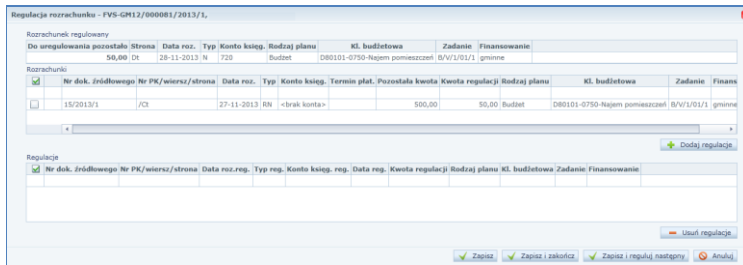 Regulacja rozrachunku - FVS-GM12/000081/2013/1,
Rozrachunek regulowany
Do uregulowania pozostało Strona Data roz. Typ Konto księg. Rodzaj planu Kl. budżetowa Zadanie Finansowanie
50,00 Dt 28-11-2013 N 720 Budżet D80101-0750-Najem pomieszczeń B/V/1/01/1 gminne
Rozrachunki
Nr dok. źródłowego Nr PK/wiersz/strona Data roz. Typ Konto księg. Termin płat. Pozostała kwota Kwota regulacji Rodzaj planu Kl. budżetowa Zadanie Finans
15/2013/1 /Ct 27-11-2013 RN <brak konta> 500,00 50,00 Budżet D80101-0750-Najem pomieszczeń B/V/1/01/1 gminne
Dodaj regulacje
Regulacje
Nr dok. źródłowego Nr PK/wiersz/strona Data roz.reg. Typ reg. Konto księg. reg. Data reg. Kwota regulacji Rodzaj planu Kl. budżetowa Zadanie Finansowanie
Usuń regulacje
Zapisz Zapisz i zakończ Zapisz i reguluj następny Anuluj